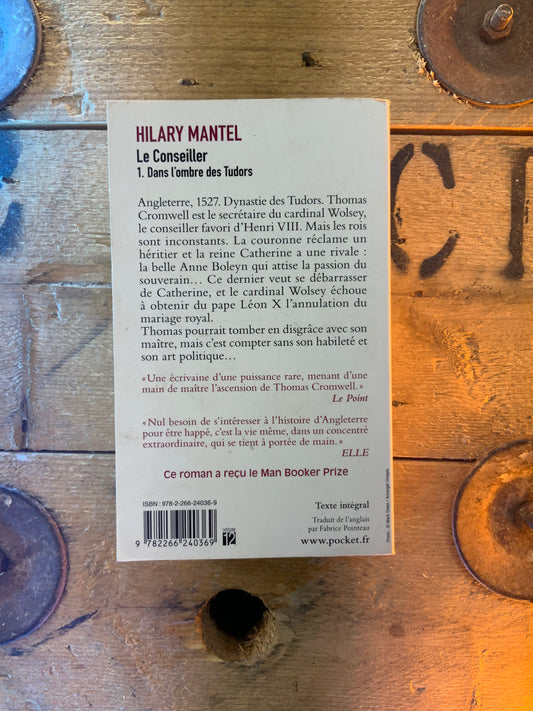 HILARY MANTEL
Le Conseiller
1. Dans l'ombre des Tudors
Angleterre, 1527. Dynastie des Tudors. Thomas
Cromwell est le secrétaire du cardinal Wolsey,
le conseiller favori d'Henri VIII. Mais les rois
sont inconstants. La couronne réclame un
héritier et la reine Catherine a une rivale :
la belle Anne Boleyn qui attise la passion du
souverain… Ce dernier veut se débarrasser
de Catherine, et le cardinal Wolsey échoue
à obtenir du pape Léon X l'annulation du
mariage royal.
Thomas pourrait tomber en disgrâce avec son
maître, mais c'est compter sans son habileté et
son art politique…
« Une écrivaine d'une puissance rare, menant d'une
main de maître l'ascension de Thomas Cromwell. »
Le Point
« Nul besoin de s'intéresser à l'histoire d'Angleterre
pour être happé, c'est la vie même, dans un concentré
extraordinaire, qui se tient à portée de main. »
ELLE
Ce roman a reçu le Man Booker Prize
ISBN : 978-2-266-24036-9
9 782266 240369
12
Texte intégral
Traduit de l'anglais
par Fabrice Pointeau
www.pocket.fr